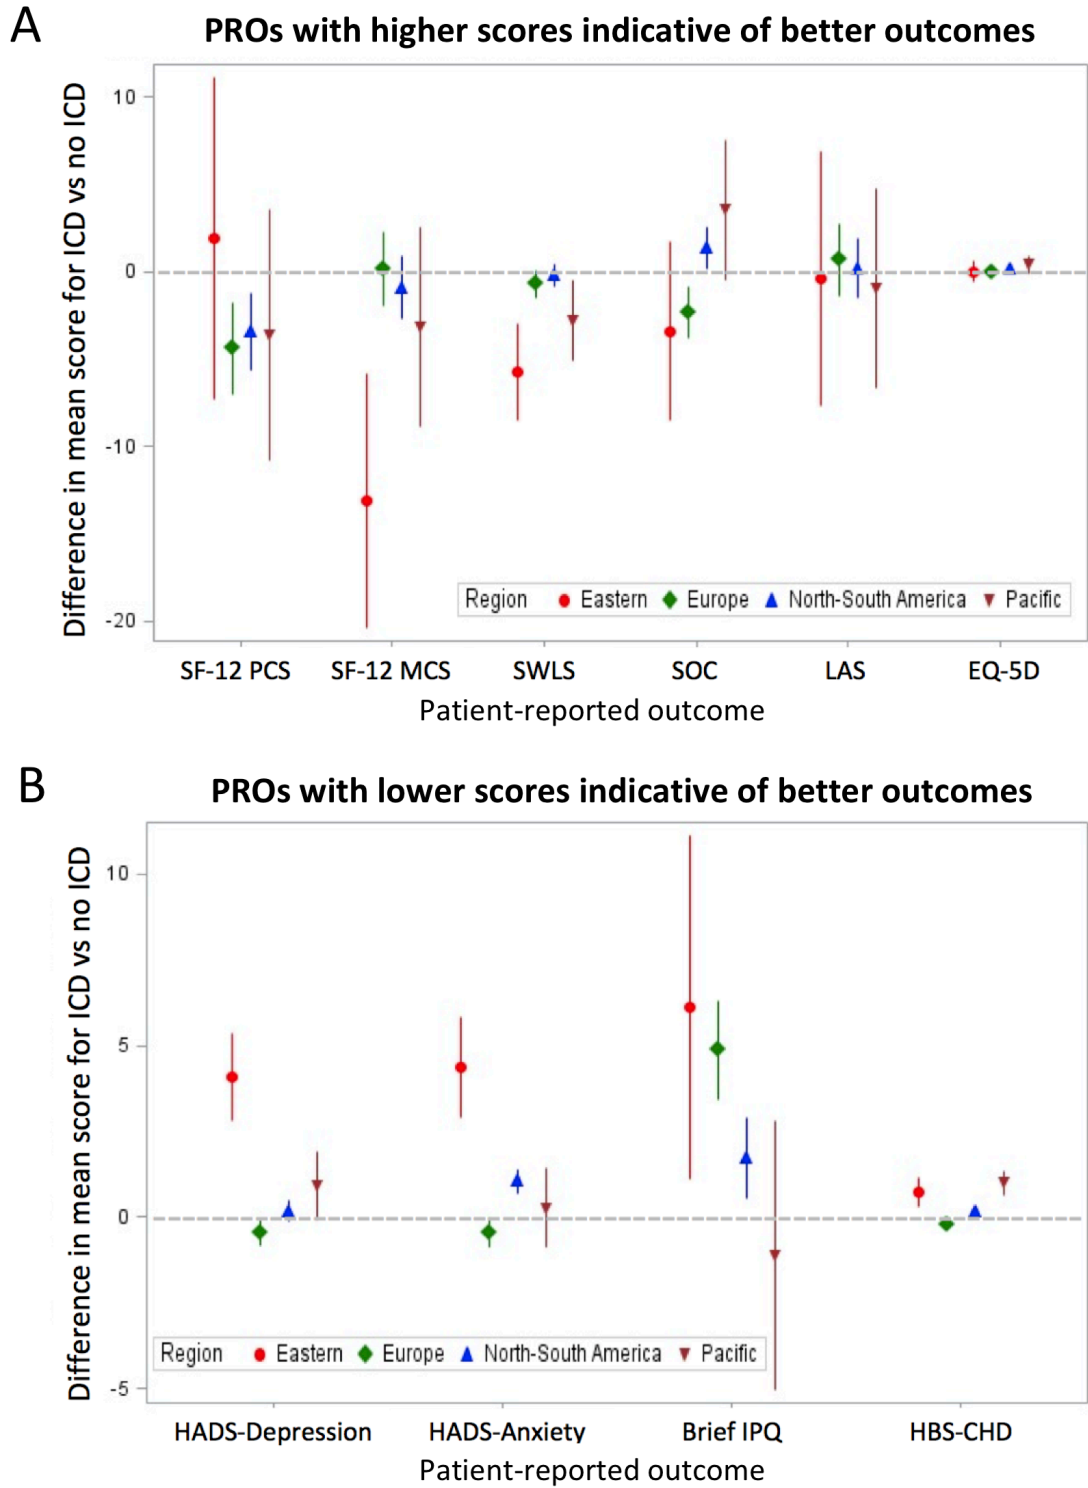 A
PROs with higher scores indicative of better outcomes
Difference in mean score for ICD vs no ICD
10
0
-10
-20
Region Eastern Europe North-South America Pacific
SF-12 PCS SF-12 MCS SWLS SOC LAS EQ-5D
Patient-reported outcome
B
PROs with lower scores indicative of better outcomes
Difference in mean score for ICD vs no ICD
10
5
0
-5
Region Eastern Europe North-South America Pacific
HADS-Depression HADS-Anxiety Brief IPQ HBS-CHD
Patient-reported outcome